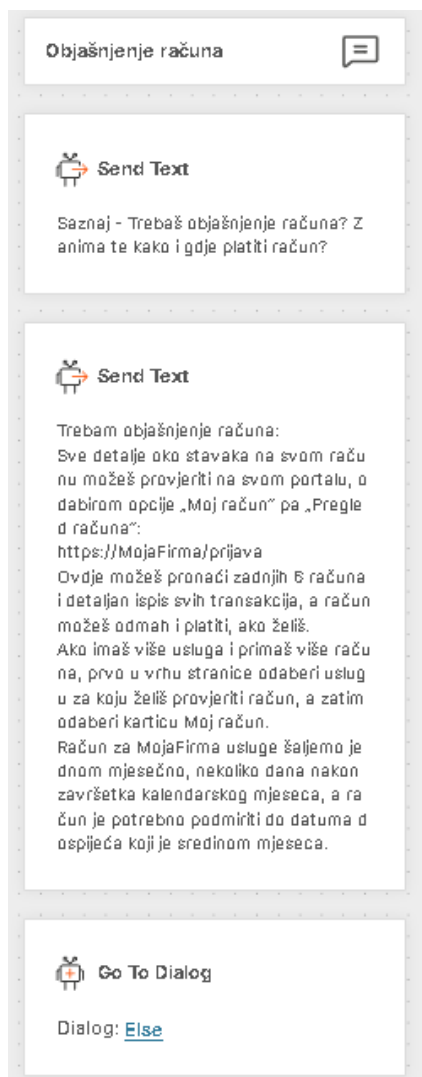 Objašnjenje računa
Send Text
Saznaj - Trebaš objašnjenje računa? Z
anima te kako i gdje platiti račun?
Send Text
Trebam objašnjenje računa:
Sve detalje oko stavaka na svom raču
nu možeš provjeriti na svom portalu, o
dabirom opcije „Moj račun” pa „Pregle
d računa”:
https://MojaFirma/prijava
Ovdje možeš pronaći zadnjih 6 računa
i detaljan ispis svih transakcija, a račun
možeš odmah i platiti, ako želiš.
Ako imaš više usluga i primaš više raču
na, prvo u vrhu stranice odaberi uslug
u za koju želiš provjeriti račun, a zatim
odaberi karticu Moj račun.
Račun za MojaFirma usluge šaljemo je
dnom mjesečno, nekoliko dana nakon
završetka kalendarskog mjeseca, a ra
čun je potrebno podmiriti do datuma d
ospijeća koji je sredinom mjeseca.
Go To Dialog
Dialog: Else